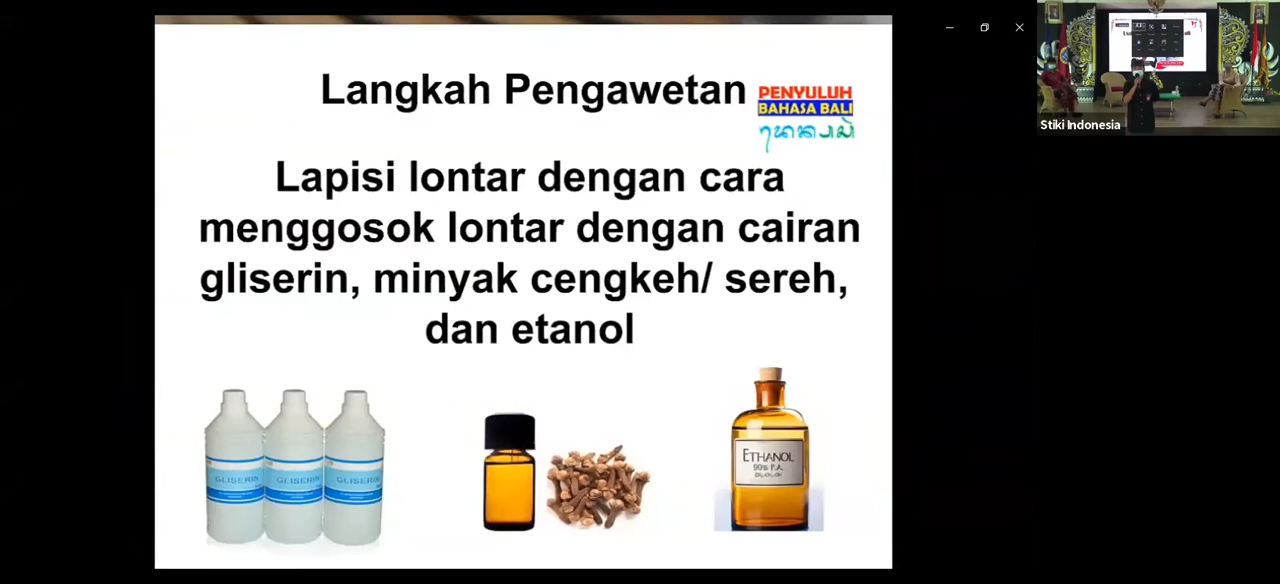 Langkah Pengawetan
PENYULUH
BAHASA BALI
Lapisi lontar dengan cara
menggosok lontar dengan cairan
gliserin, minyak cengkeh/ sereh,
dan etanol
GLISERIN
GLISERIN
GLISERIN
ETHANOL
Stiki Indonesia